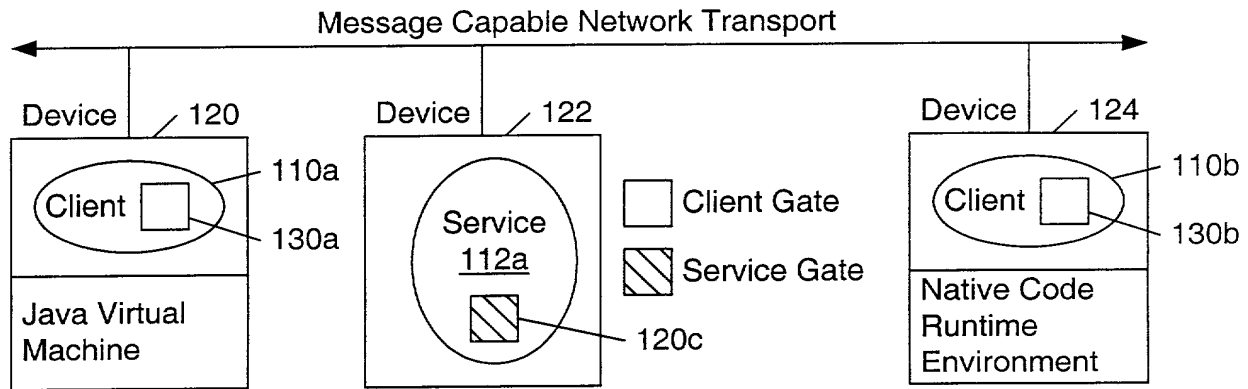 Message Capable Network Transport
Device
120
Client
110a
130a
Java Virtual
Machine
Device
122
Service
112a
120c
Client Gate
Service Gate
Device
124
Client
110b
130b
Native Code
Runtime
Environment